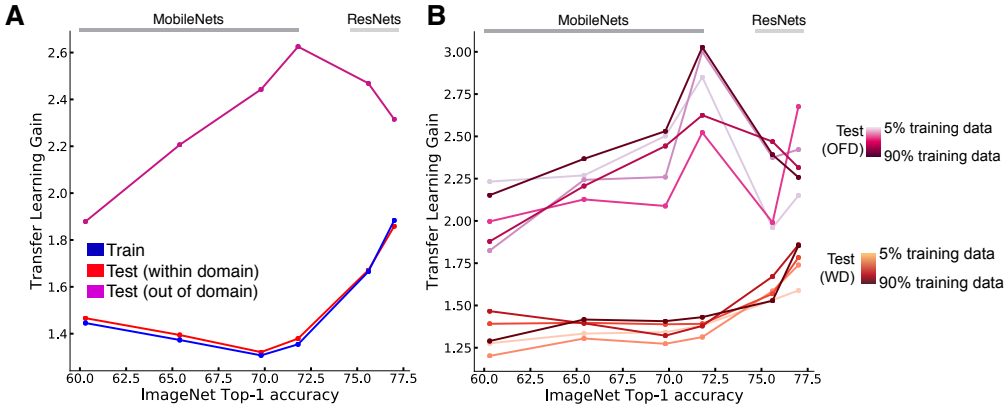 A
MobileNets
ResNets
Transfer Learning Gain
2.6
2.4
2.2
2.0
1.8
1.6
1.4
Train
Test (within domain)
Test (out of domain)
60.0 62.5 65.0 67.5 70.0 72.5 75.0 77.5
ImageNet Top-1 accuracy
B
MobileNets
ResNets
Transfer Learning Gain
3.00
2.75
2.50
2.25
2.00
1.75
1.50
1.25
60.0 62.5 65.0 67.5 70.0 72.5 75.0 77.5
ImageNet Top-1 accuracy
Test
(OFD)
5% training data
90% training data
Test
(WD)
5% training data
90% training data